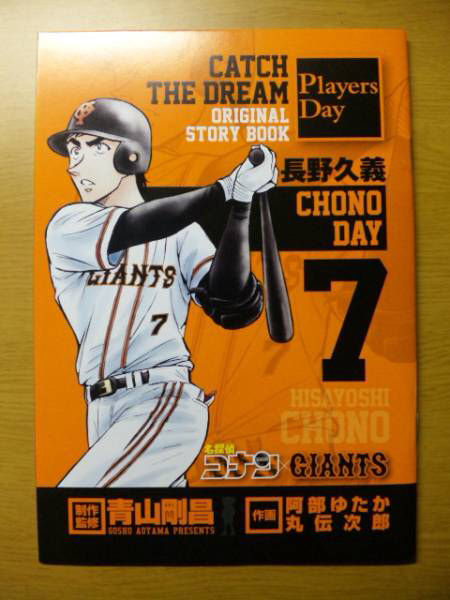 CATCH
THE DREAM
ORIGINAL
STORY BOOK
Players
Day
長野久義
CHONO
DAY
7
HISAYOSHI
CHONO
GIANTS
7
名探偵
コナン×GIANTS
制作
監修
青山剛昌
GOSHO AOYAMA PRESENTS
作画
阿部ゆたか
丸伝次郎